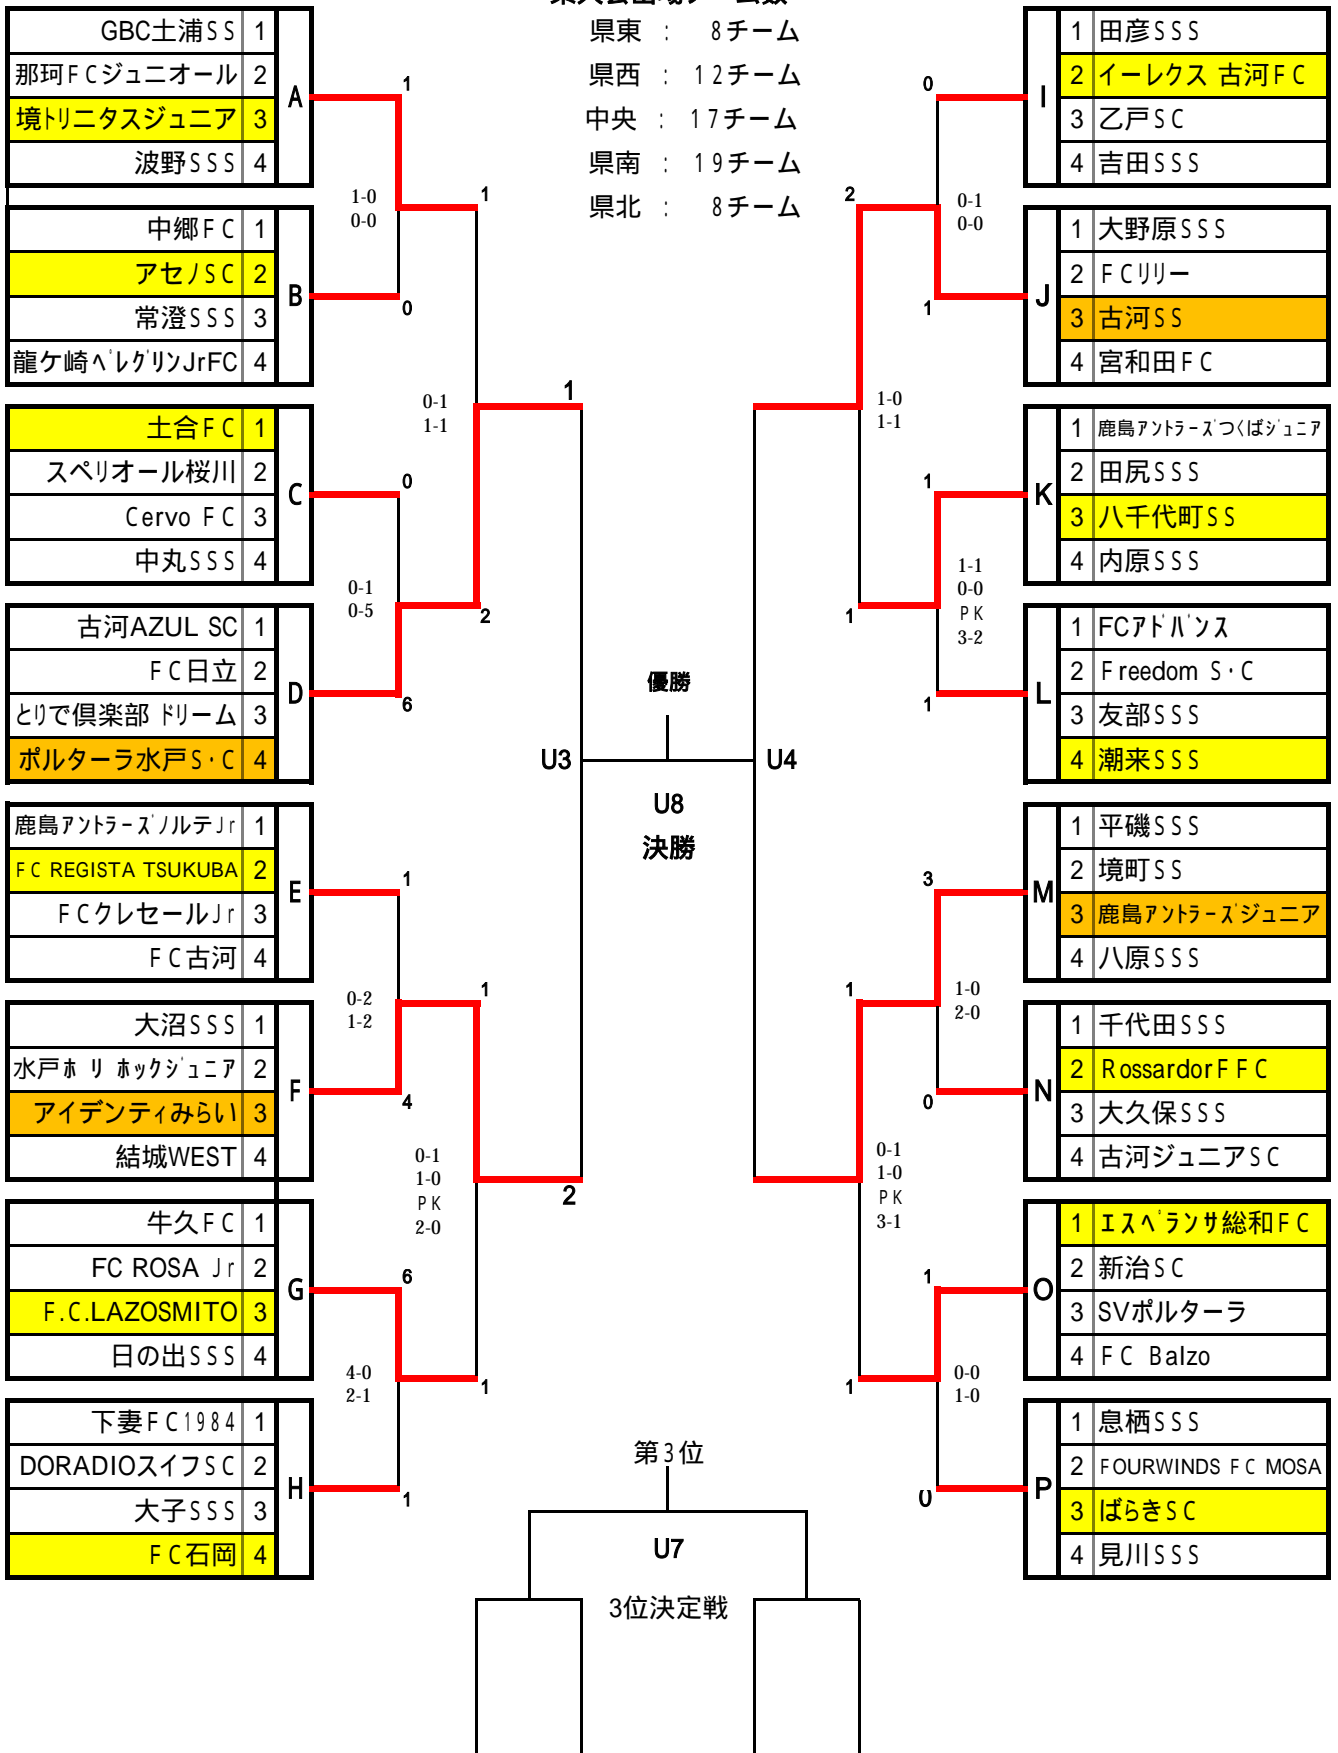 県東 : 8チーム
県西 : 12チーム
中央 : 17チーム
県南 : 19チーム
県北 : 8チーム
GBC土浦SS 1
那珂FCジュニオール 2
境トリニタスジュニア 3
波野SSS 4
A
1
1-0
0-0
1
中郷FC 1
アセノSC 2
常澄SSS 3
龍ケ崎ペレグリンJrFC 4
B
0
0-1
1-1
1
土合FC 1
スペリオール桜川 2
Cervo FC 3
中丸SSS 4
C
0
0-1
0-5
2
古河AZUL SC 1
FC日立 2
とりで倶楽部 ドリーム 3
ポルターラ水戸S・C 4
D
6
鹿島アントラーズノルテJr 1
FC REGISTA TSUKUBA 2
FCクレセールJr 3
FC古河 4
E
1
0-2
1-2
1
大沼SSS 1
水戸ホーリーホックジュニア 2
アイデンティみらい 3
結城WEST 4
F
4
0-1
1-0
PK
2-0
2
牛久FC 1
FC ROSA Jr 2
F.C.LAZOSMITO 3
日の出SSS 4
G
6
4-0
2-1
1
下妻FC1984 1
DORADIOスイフSC 2
大子SSS 3
FC石岡 4
H
1
優勝
U3
U4
U8
決勝
第3位
U7
3位決定戦
1 田彦SSS
2 イーレクス 古河FC
3 乙戸SC
4 吉田SSS
I
0
0-1
0-0
2
1 大野原SSS
2 FCリリー
3 古河SS
4 宮和田FC
J
1
1-0
1-1
1 鹿島アントラーズつくばジュニア
2 田尻SSS
3 八千代町SS
4 内原SSS
K
1
1-1
0-0
PK
3-2
1
1 FCアドバンス
2 Freedom S・C
3 友部SSS
4 潮来SSS
L
1
1 平磯SSS
2 境町SS
3 鹿島アントラーズジュニア
4 八原SSS
M
3
1-0
2-0
1
1 千代田SSS
2 RossardorFFC
3 大久保SSS
4 古河ジュニアSC
N
0
0-1
1-0
PK
3-1
1 エスペランサ総和FC
2 新治SC
3 SVポルターラ
4 FC Balzo
O
1
0-0
1-0
1
1 息栖SSS
2 FOURWINDS FC MOSA
3 ばらきSC
4 見川SSS
P
0